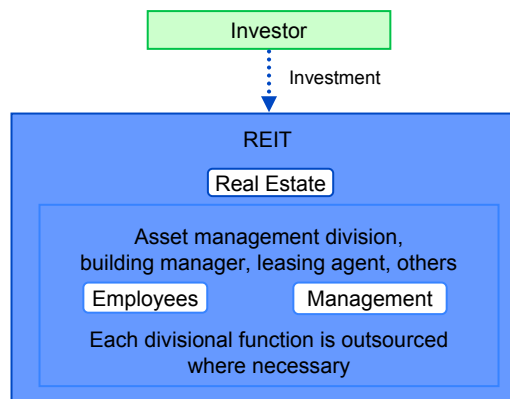 Investor
Investment
REIT
Real Estate
Asset management division,
building manager, leasing agent, others
Employees
Management
Each divisional function is outsourced
where necessary